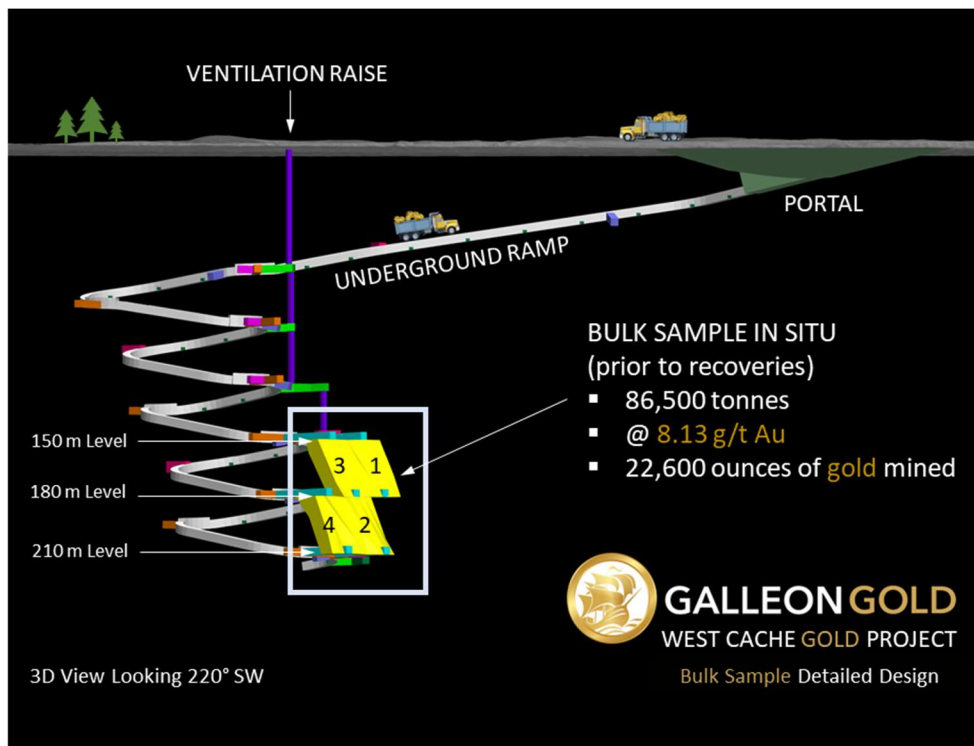 VENTILATION RAISE
PORTAL
UNDERGROUND RAMP
BULK SAMPLE IN SITU
(prior to recoveries)
▪ 86,500 tonnes
▪ @ 8.13 g/t Au
▪ 22,600 ounces of gold mined
150 m Level
3 1
180 m Level
4 2
210 m Level
GALLEON GOLD
WEST CACHE GOLD PROJECT
3D View Looking 220° SW
Bulk Sample Detailed Design